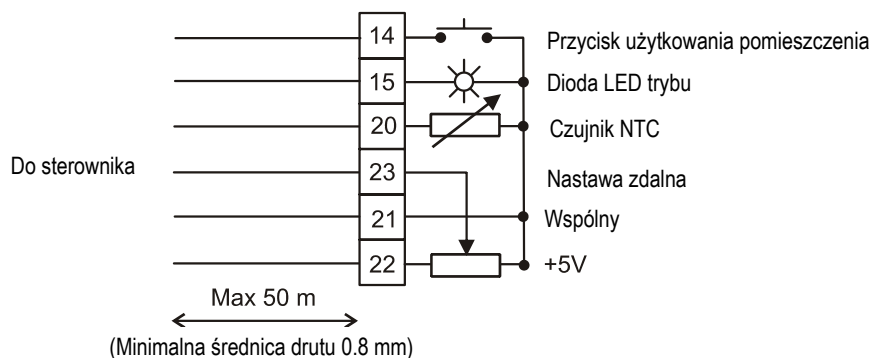 14 Przycisk użytkowania pomieszczenia
15 Dioda LED trybu
20 Czujnik NTC
Do sterownika
23 Nastawa zdalna
21 Wspólny
22 +5V
Max 50 m
(Minimalna średnica drutu 0.8 mm)